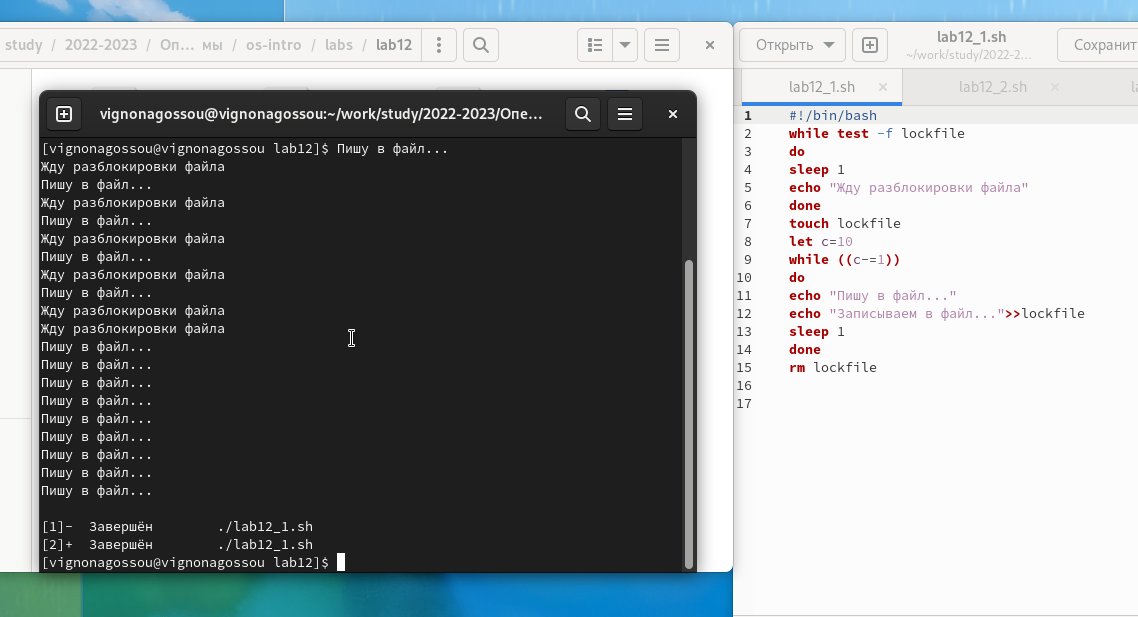 study / 2022-2023 / Оп... мы / os-intro / labs / lab12
vignonagossou@vignonagossou:~/work/study/2022-2023/Опе...
[vignonagossou@vignonagossou lab12]$ Пишу в файл...
Жду разблокировки файла
Пишу в файл...
Жду разблокировки файла
Пишу в файл...
Жду разблокировки файла
Пишу в файл...
Жду разблокировки файла
Пишу в файл...
Жду разблокировки файла
Жду разблокировки файла
Пишу в файл...
Пишу в файл...
Пишу в файл...
Пишу в файл...
Пишу в файл...
Пишу в файл...
Пишу в файл...
Пишу в файл...
Пишу в файл...
[1]-  Завершён        ./lab12_1.sh
[2]+  Завершён        ./lab12_1.sh
[vignonagossou@vignonagossou lab12]$
Открыть
lab12_1.sh
~/work/study/2022-2...
Сохранит
lab12_1.sh
lab12_2.sh
1 #!/bin/bash
2 while test -f lockfile
3 do
4 sleep 1
5 echo "Жду разблокировки файла"
6 done
7 touch lockfile
8 let c=10
9 while ((c-=1))
10 do
11 echo "Пишу в файл..."
12 echo "Записываем в файл...">>lockfile
13 sleep 1
14 done
15 rm lockfile
16
17